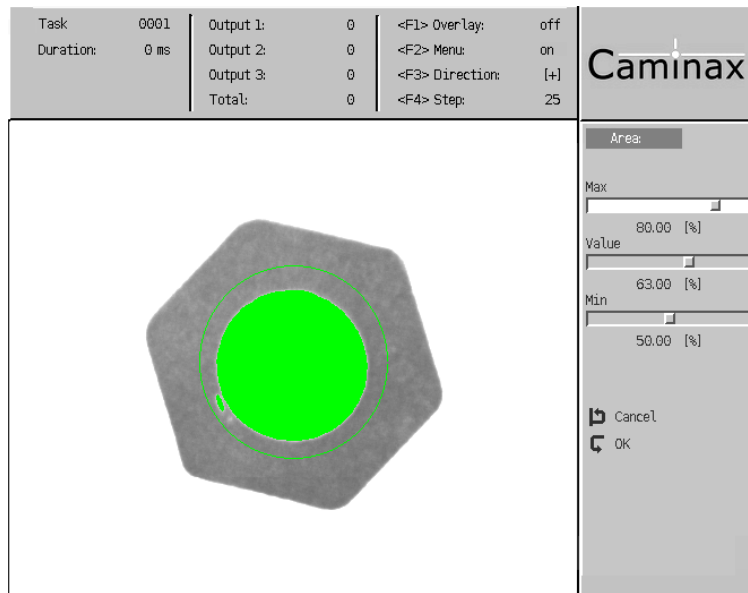 Task 0001
Duration: 0 ms
Output 1: 0
Output 2: 0
Output 3: 0
Total: 0
<F1> Overlay: off
<F2> Menu: on
<F3> Direction: [+]
<F4> Step: 25
Caminax
Area:
Max
80.00 [%]
Value
63.00 [%]
Min
50.00 [%]
Cancel
OK